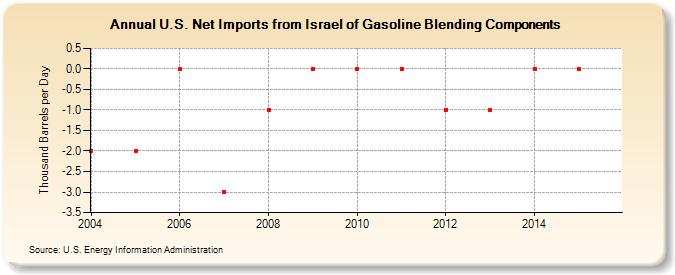 Annual U.S. Net Imports from Israel of Gasoline Blending Components
Thousand Barrels per Day
0.5
0.0
-0.5
-1.0
-1.5
-2.0
-2.5
-3.0
-3.5
2004 2006 2008 2010 2012 2014
Source: U.S. Energy Information Administration